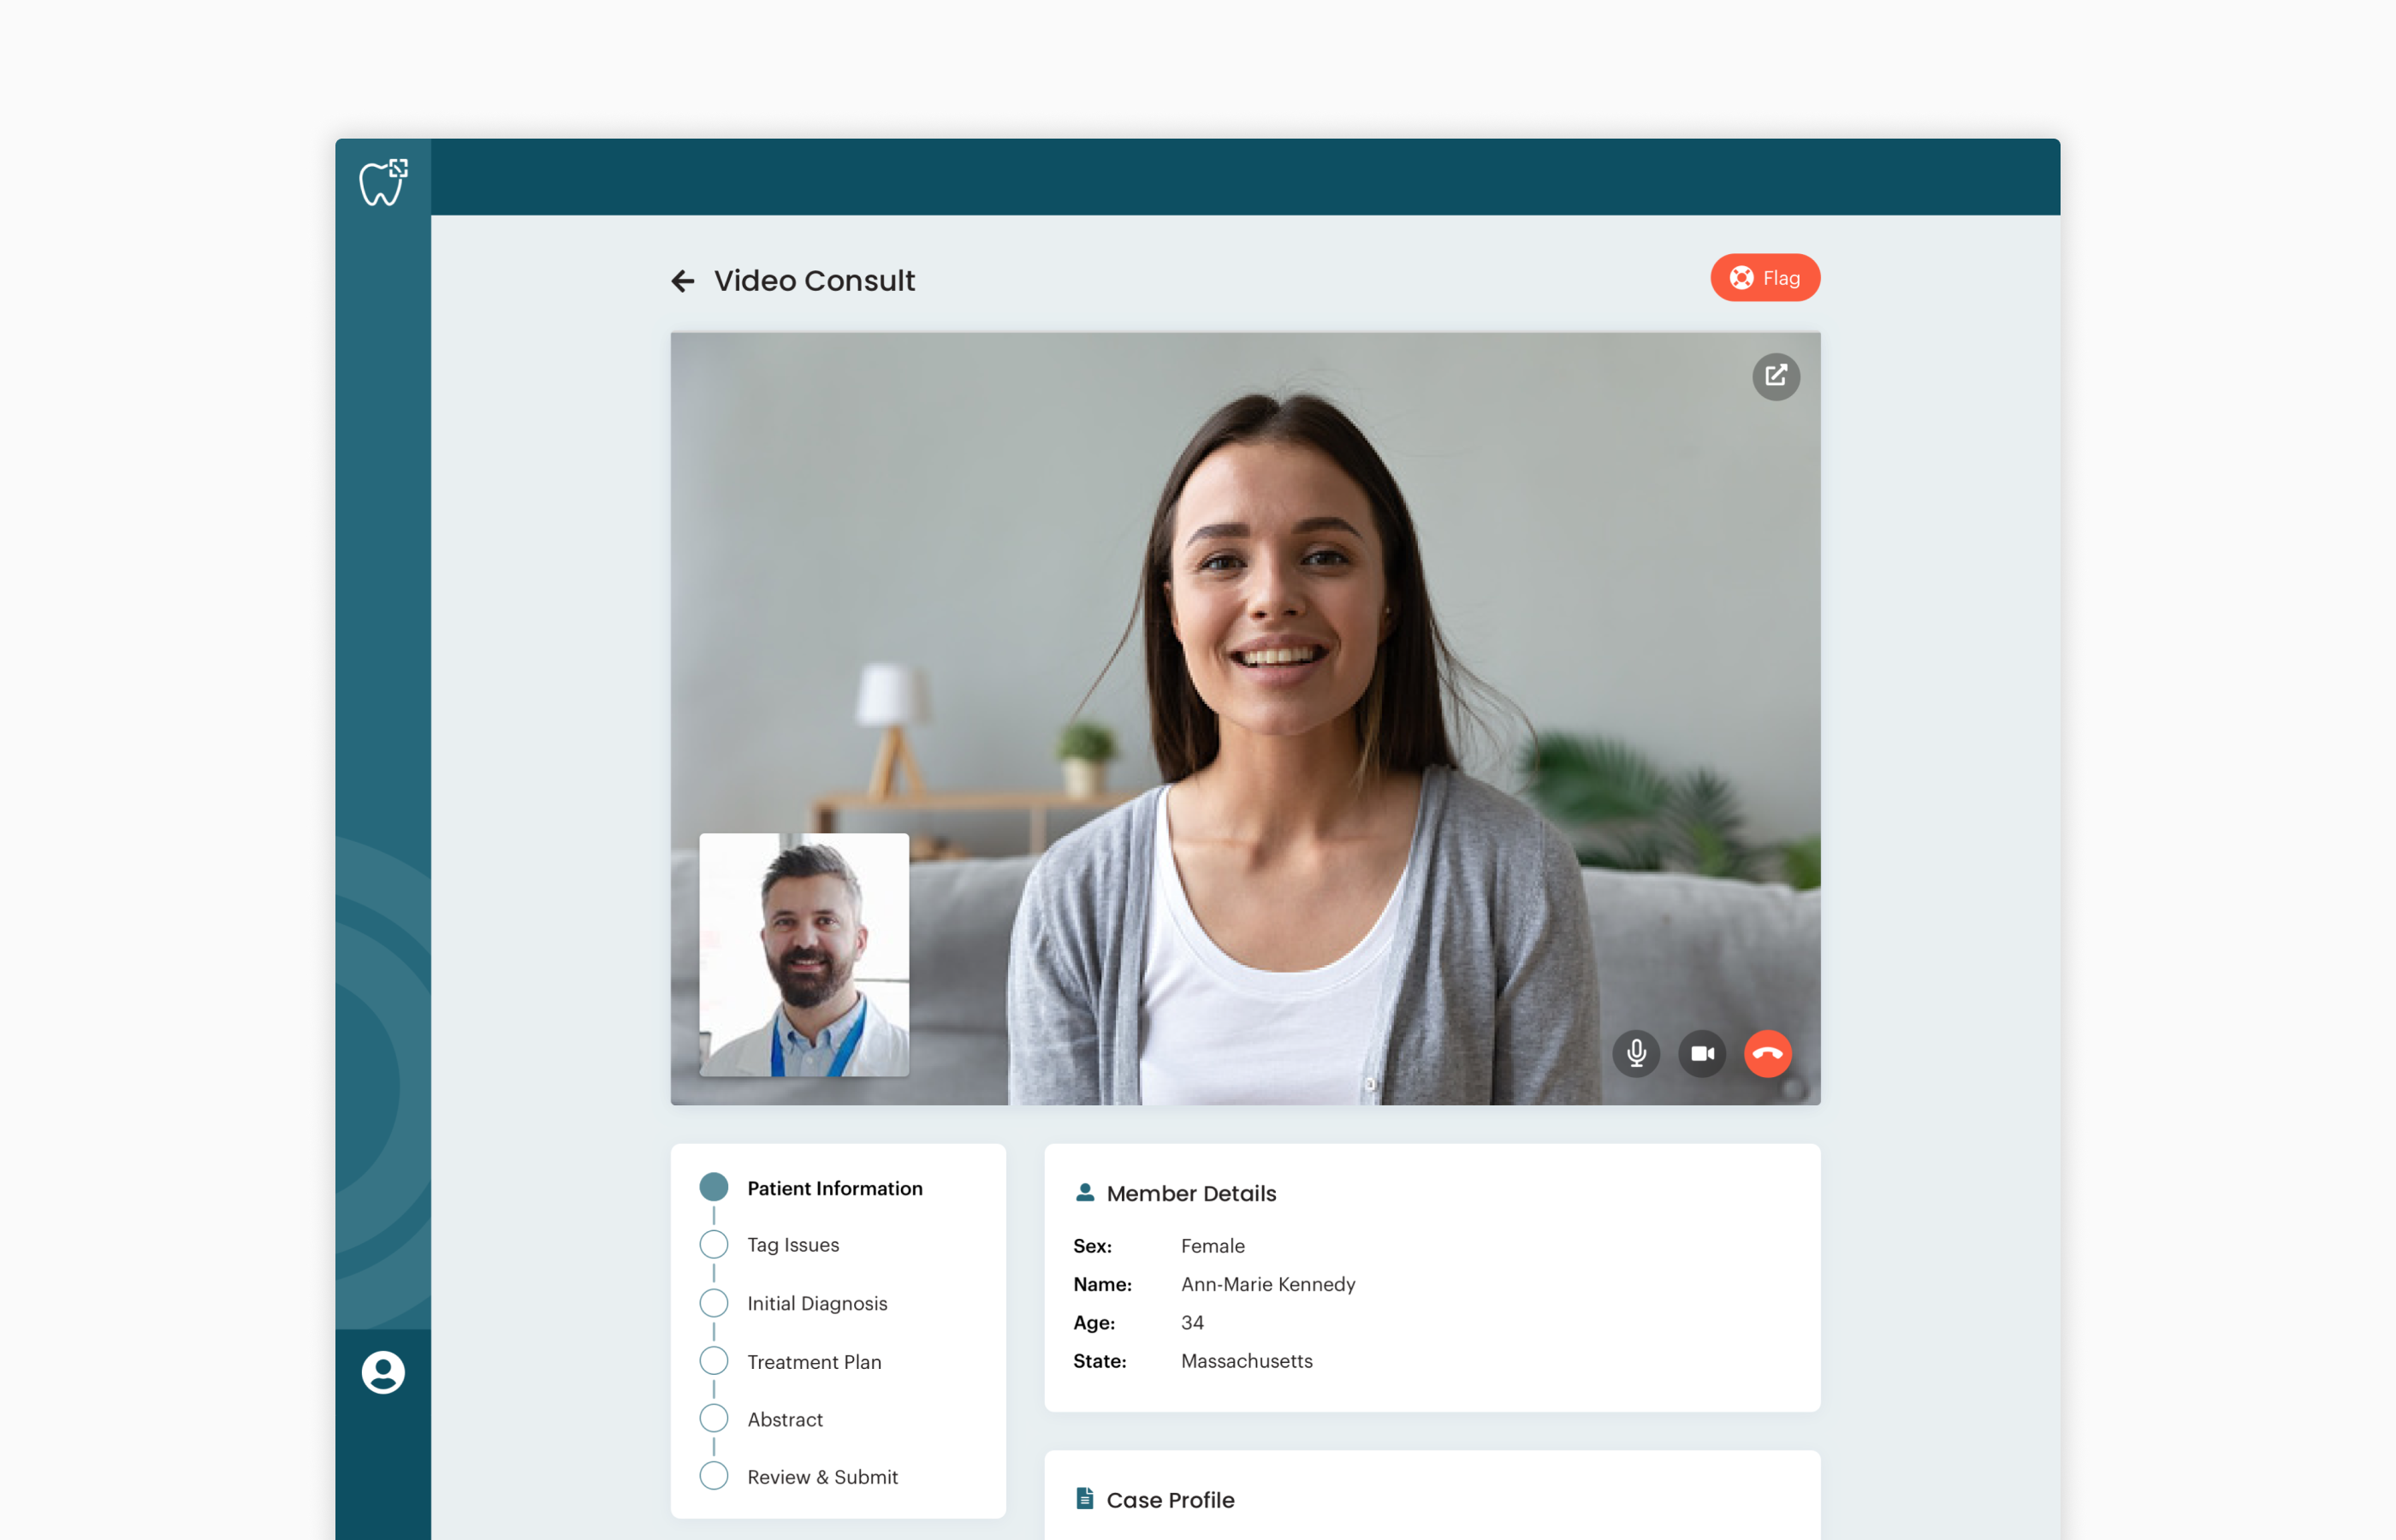 Video Consult
Flag
Patient Information
Tag Issues
Initial Diagnosis
Treatment Plan
Abstract
Review & Submit
Member Details
Sex: Female
Name: Ann-Marie Kennedy
Age: 34
State: Massachusetts
Case Profile